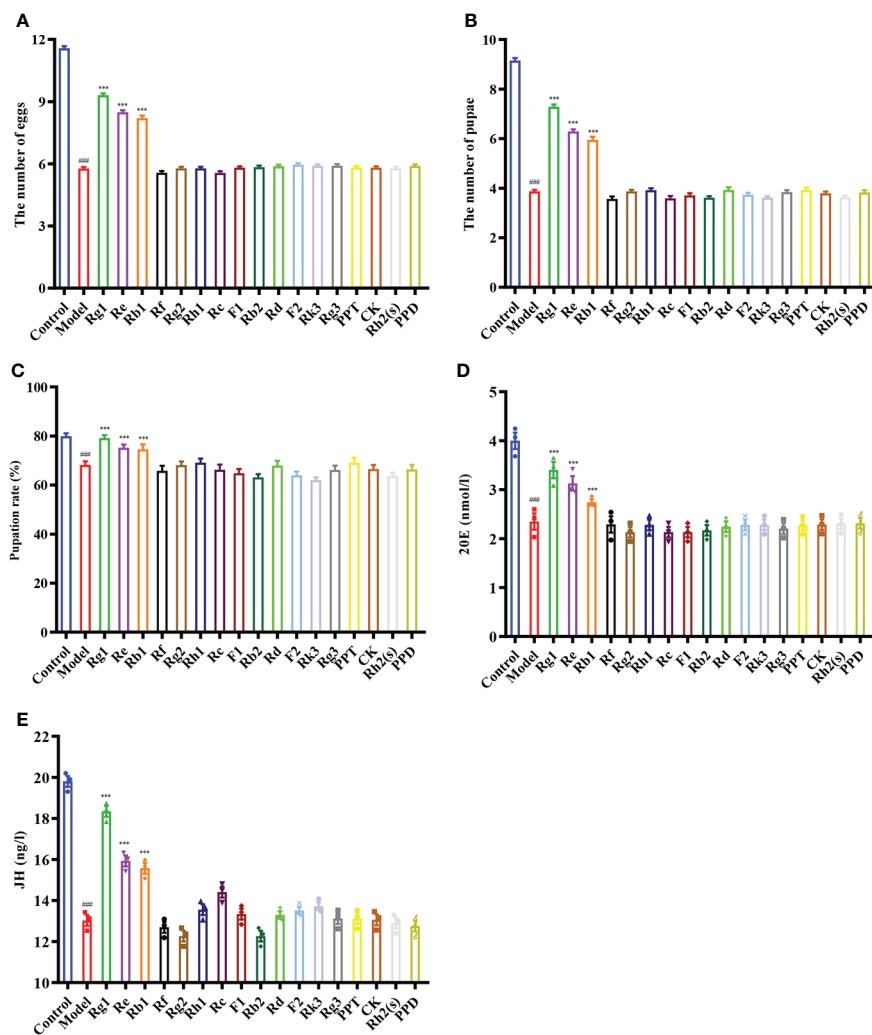 A
The number of eggs
12
9
6
3
0
###
***
***
***
Control
Model
Rg1
Re
Rb1
Rf
Rg2
Rh1
Rc
F1
Rb2
Rd
F2
Rk3
Rg3
PPT
CK
Rh2(s)
PPD
B
The number of pupae
10
8
6
4
2
0
###
***
***
***
Control
Model
Rg1
Re
Rb1
Rf
Rg2
Rh1
Rc
F1
Rb2
Rd
F2
Rk3
Rg3
PPT
CK
Rh2(s)
PPD
C
Pupation rate (%)
100
80
60
40
20
0
###
***
***
***
Control
Model
Rg1
Re
Rb1
Rf
Rg2
Rh1
Rc
F1
Rb2
Rd
F2
Rk3
Rg3
PPT
CK
Rh2(s)
PPD
D
20E (nmol/l)
5
4
3
2
1
0
###
***
***
***
Control
Model
Rg1
Re
Rb1
Rf
Rg2
Rh1
Rc
F1
Rb2
Rd
F2
Rk3
Rg3
PPT
CK
Rh2(s)
PPD
E
JH (ng/l)
22
20
18
16
14
12
10
###
***
***
***
Control
Model
Rg1
Re
Rb1
Rf
Rg2
Rh1
Rc
F1
Rb2
Rd
F2
Rk3
Rg3
PPT
CK
Rh2(s)
PPD